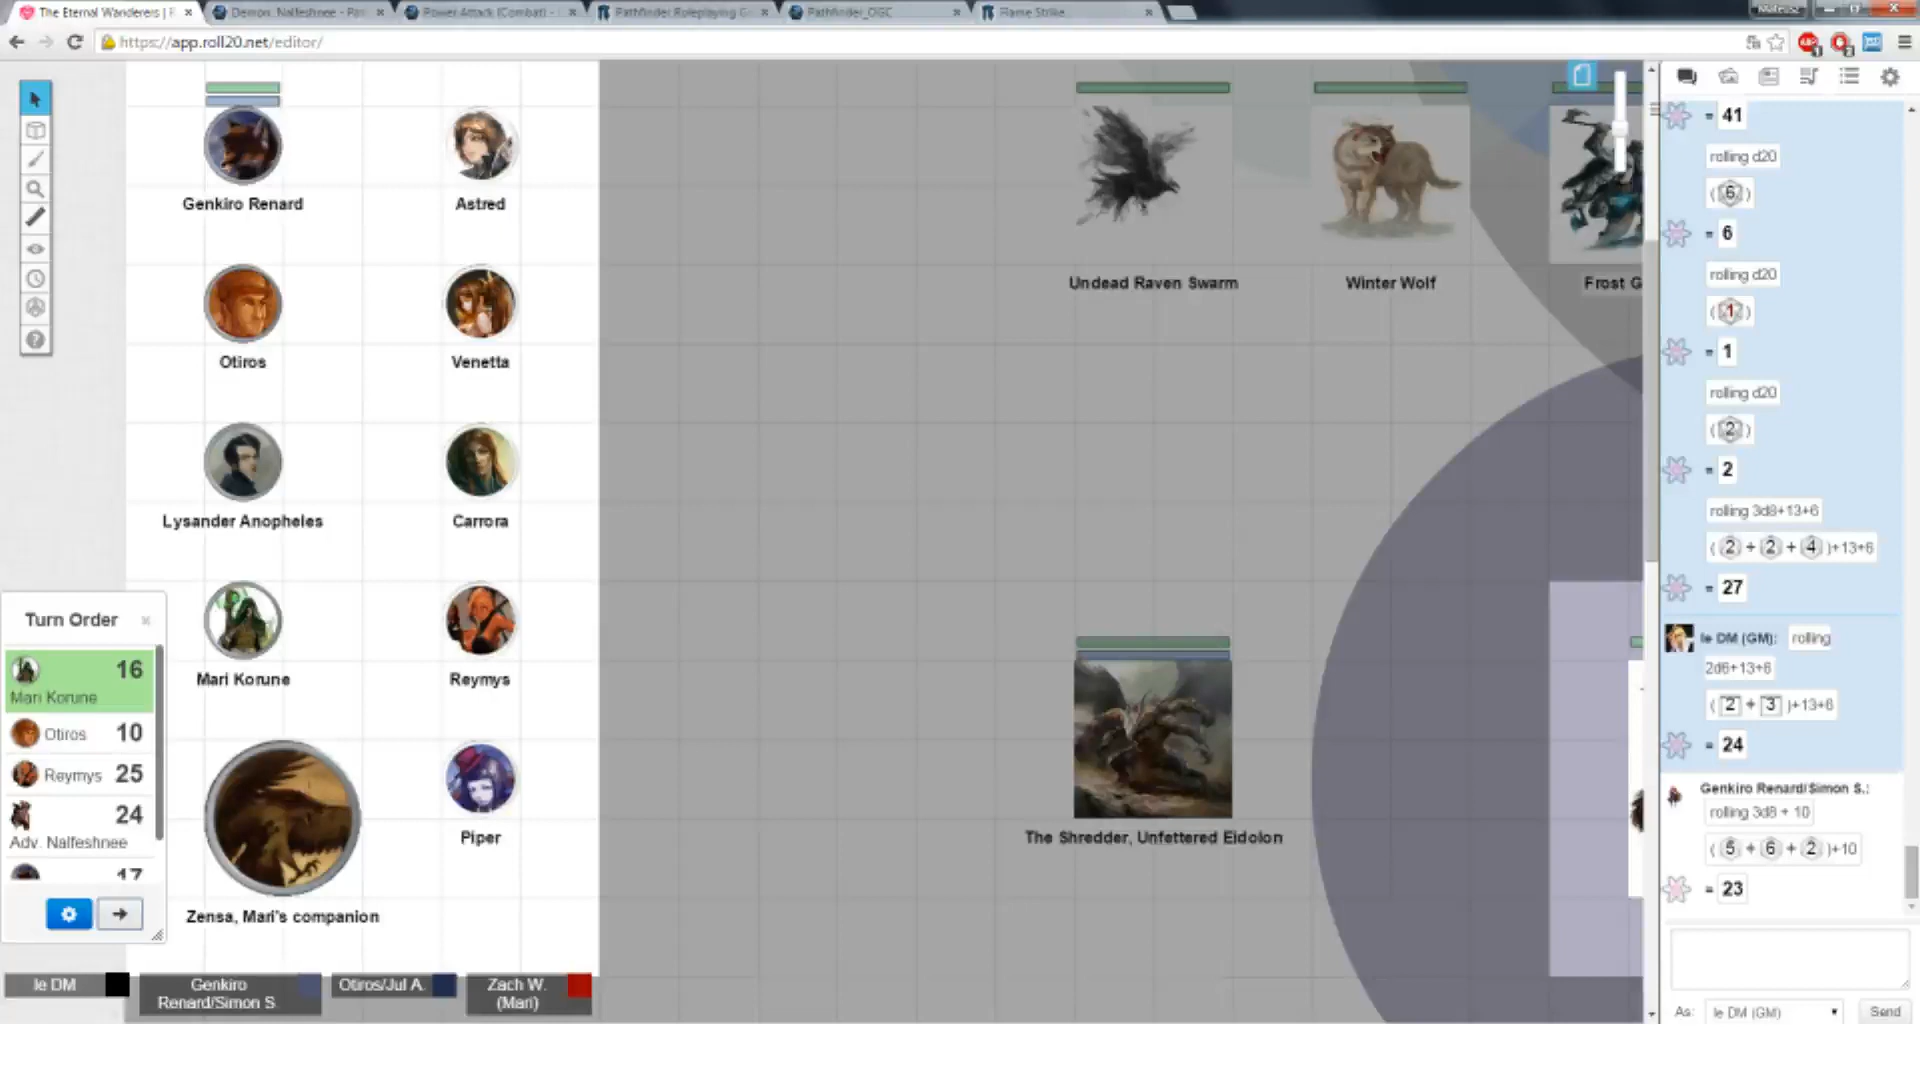 The Eternal Wanderers |
Demon, Nalfeshnee - Pat
Power Attack (Combat) -
Pathfinder Roleplaying G
Pathfinder_OGC
Flame Strike
Mateusz
https://app.roll20.net/editor/
Genkiro Renard
Astred
Undead Raven Swarm
Winter Wolf
Frost G
Otiros
Venetta
Lysander Anopheles
Carrora
Mari Korune
Reymys
Zensa, Mari's companion
Piper
The Shredder, Unfettered Eidolon
Turn Order
16
Mari Korune
Otiros 10
Reymys 25
24
Adv. Nalfeshnee
17
le DM
Genkiro
Renard/Simon S.
Otiros/Jul A.
Zach W.
(Mari)
= 41
rolling d20
(6)
= 6
rolling d20
(1)
= 1
rolling d20
(2)
= 2
rolling 3d8+13+6
(2+2+4)+13+6
= 27
le DM (GM): rolling
2d6+13+6
(2+3)+13+6
= 24
Genkiro Renard/Simon S.:
rolling 3d8 + 10
(5+6+2)+10
= 23
As: le DM (GM)
Send